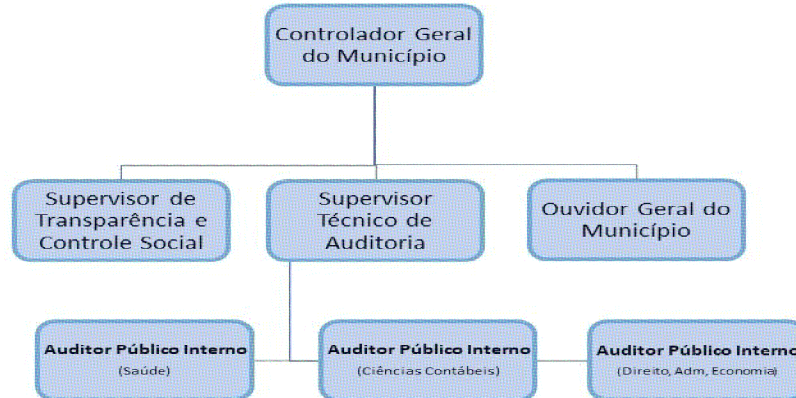 Controlador Geral
do Município
Supervisor de
Transparência e
Controle Social
Supervisor
Técnico de
Auditoria
Ouvidor Geral do
Município
Auditor Público Interno
(Saúde)
Auditor Público Interno
(Ciências Contábeis)
Auditor Público Interno
(Direito, Adm, Economia)